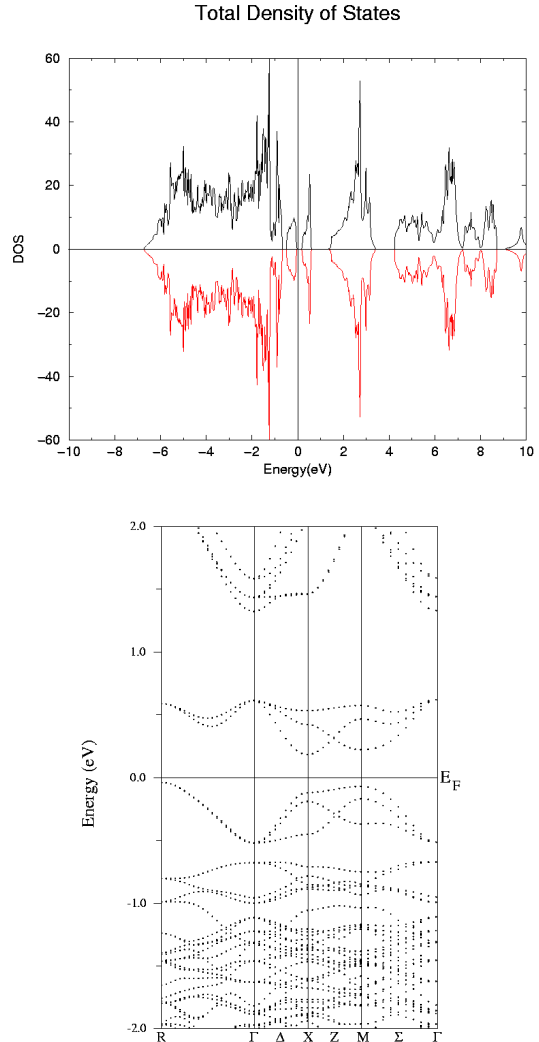 Total Density of States
60
40
20
0
−20
−40
−60
DOS
−10 −8 −6 −4 −2 0 2 4 6 8 10
Energy(eV)
2.0
1.0
0.0
-1.0
-2.0
Energy (eV)
E_F
R Γ Δ X Z M Σ Γ